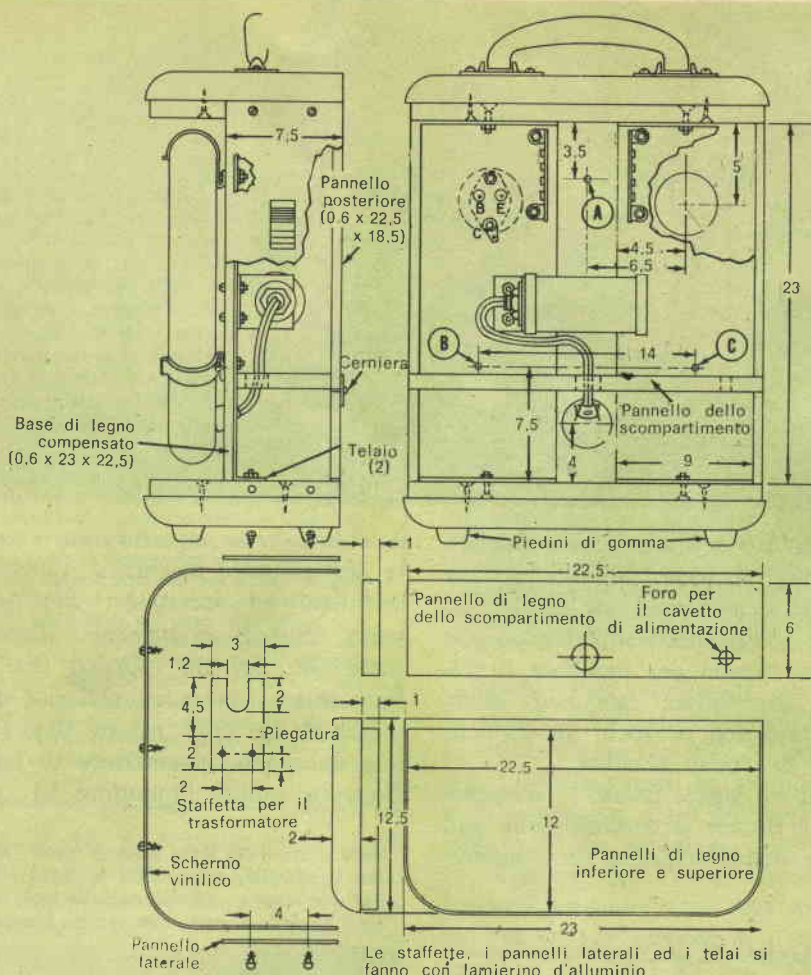 7,5
Pannello
posteriore
(0,6 x 22,5
x 18,5)
3,5
5
B
E
C
A
4,5
6,5
23
B
14
C
Cerniera
Base di legno
compensato
(0,6 x 23 x 22,5)
Telaio
(2)
7,5
4
Pannello dello
scompartimento
9
Piedini di gomma
1
22,5
Pannello di legno
dello scompartimento
Foro per
il cavetto
di alimentazione
6
3
1,2
4,5
2
Piegatura
2
1
2
Staffetta per il
trasformatore
1
2
12,5
22,5
12
Pannelli di legno
inferiore e superiore
Schermo
vinilico
4
23
Pannello
laterale
Le staffette, i pannelli laterali ed i telai si
fanno con lamierino d'alluminio